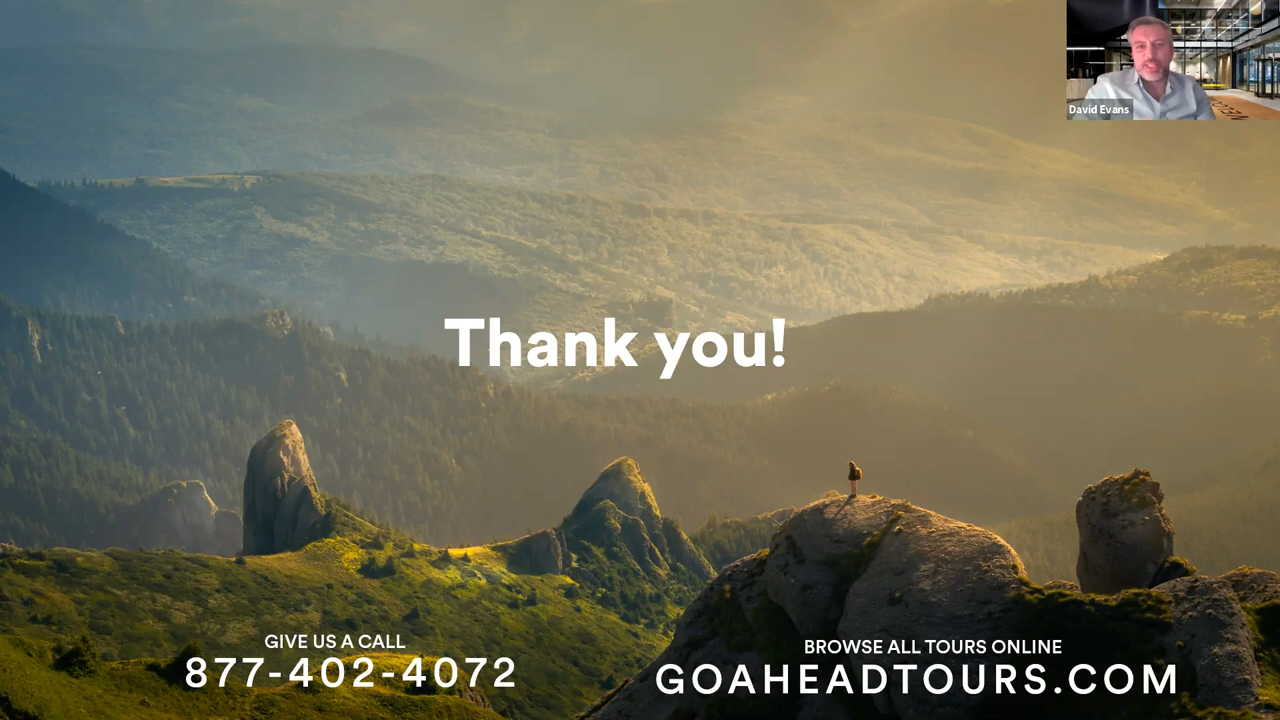 David Evans
Thank you!
GIVE US A CALL
877-402-4072
BROWSE ALL TOURS ONLINE
GOAHEADTOURS.COM